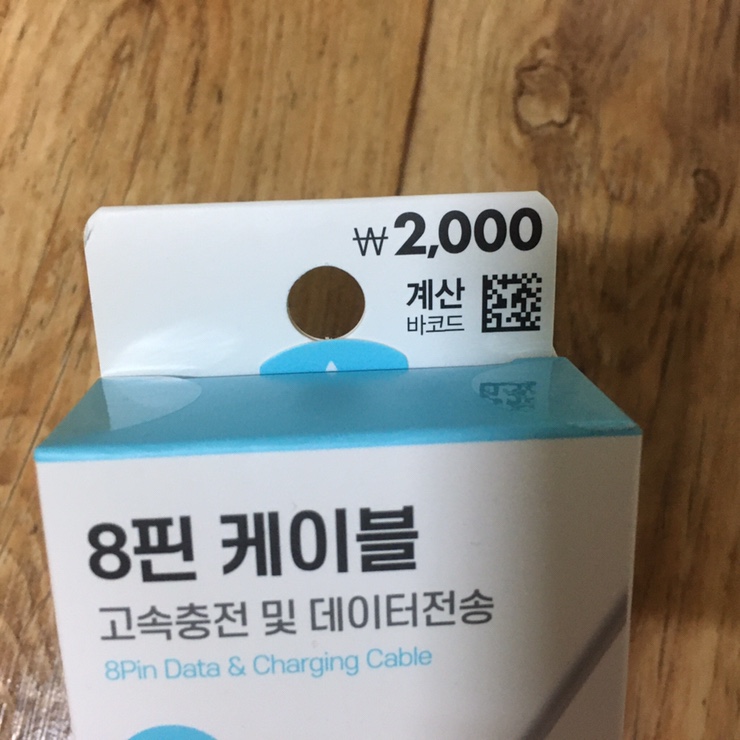 ₩2,000
계산
바코드
8핀 케이블
고속충전 및 데이터전송
8Pin Data & Charging Cable